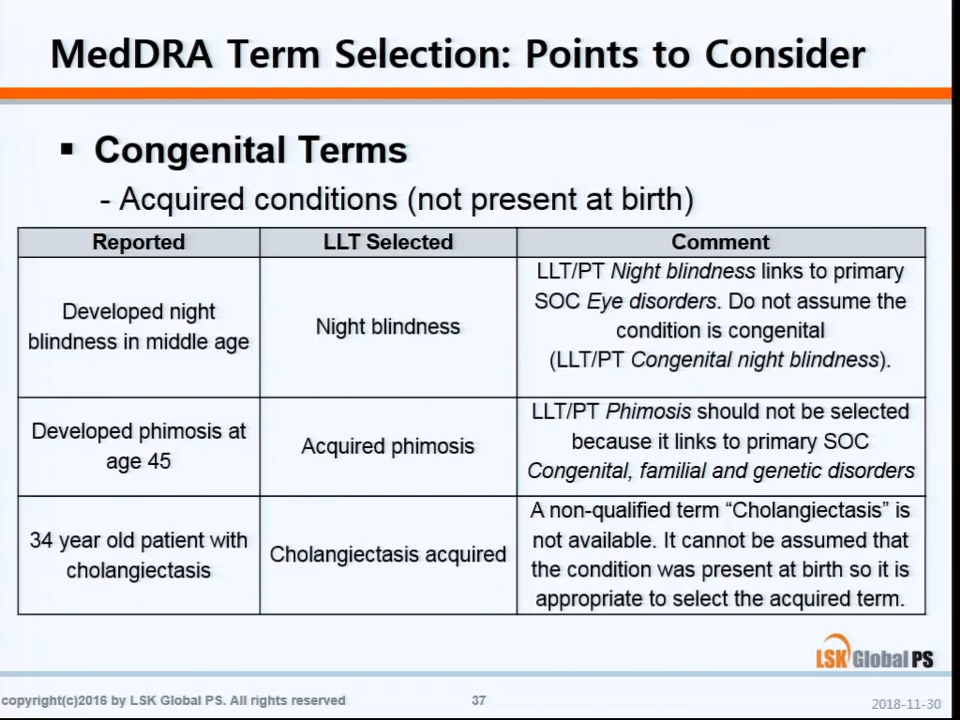 MedDRA Term Selection: Points to Consider
▪ Congenital Terms
- Acquired conditions (not present at birth)
Reported
LLT Selected
Comment
Developed night
blindness in middle age
Night blindness
LLT/PT Night blindness links to primary
SOC Eye disorders. Do not assume the
condition is congenital
(LLT/PT Congenital night blindness).
Developed phimosis at
age 45
Acquired phimosis
LLT/PT Phimosis should not be selected
because it links to primary SOC
Congenital, familial and genetic disorders
34 year old patient with
cholangiectasis
Cholangiectasis acquired
A non-qualified term “Cholangiectasis” is
not available. It cannot be assumed that
the condition was present at birth so it is
appropriate to select the acquired term.
LSK Global PS
copyright(c)2016 by LSK Global PS. All rights reserved
37
2018-11-30